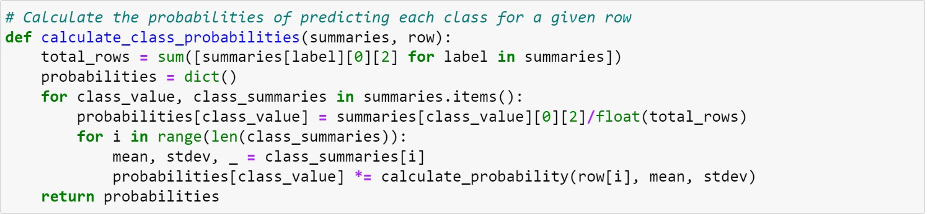 # Calculate the probabilities of predicting each class for a given row
def calculate_class_probabilities(summaries, row):
    total_rows = sum([summaries[label][0][2] for label in summaries])
    probabilities = dict()
    for class_value, class_summaries in summaries.items():
        probabilities[class_value] = summaries[class_value][0][2]/float(total_rows)
        for i in range(len(class_summaries)):
            mean, stdev, _ = class_summaries[i]
            probabilities[class_value] *= calculate_probability(row[i], mean, stdev)
    return probabilities